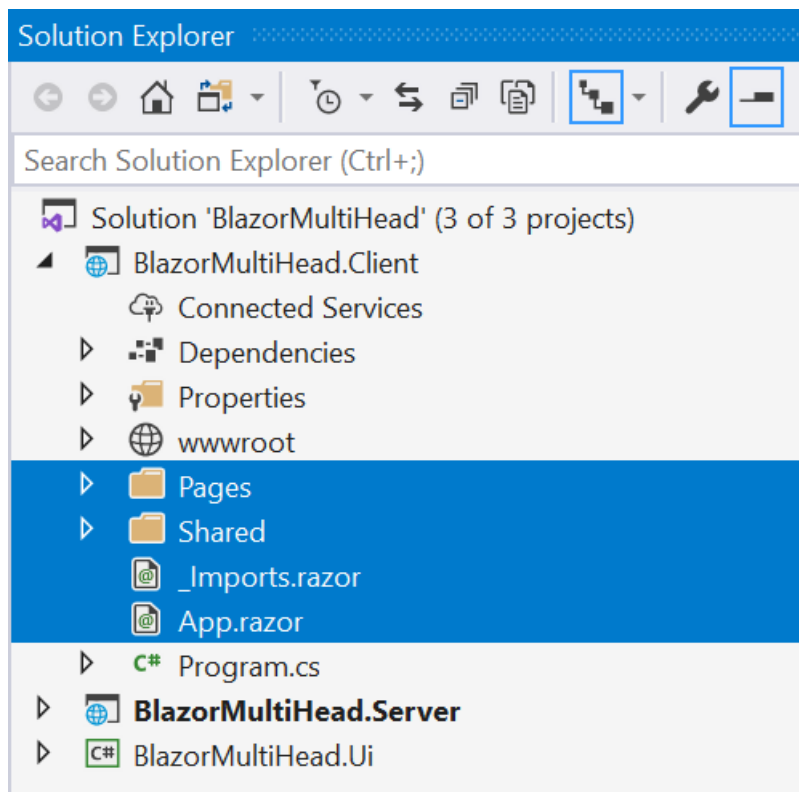 Solution Explorer
Search Solution Explorer (Ctrl+;)
Solution 'BlazorMultiHead' (3 of 3 projects)
BlazorMultiHead.Client
Connected Services
Dependencies
Properties
wwwroot
Pages
Shared
_Imports.razor
App.razor
C# Program.cs
BlazorMultiHead.Server
C# BlazorMultiHead.Ui